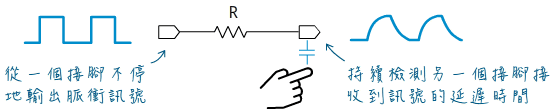 R
從一個接腳不停
地輸出脈衝訊號
持續檢測另一個接腳接
收到訊號的延遲時間